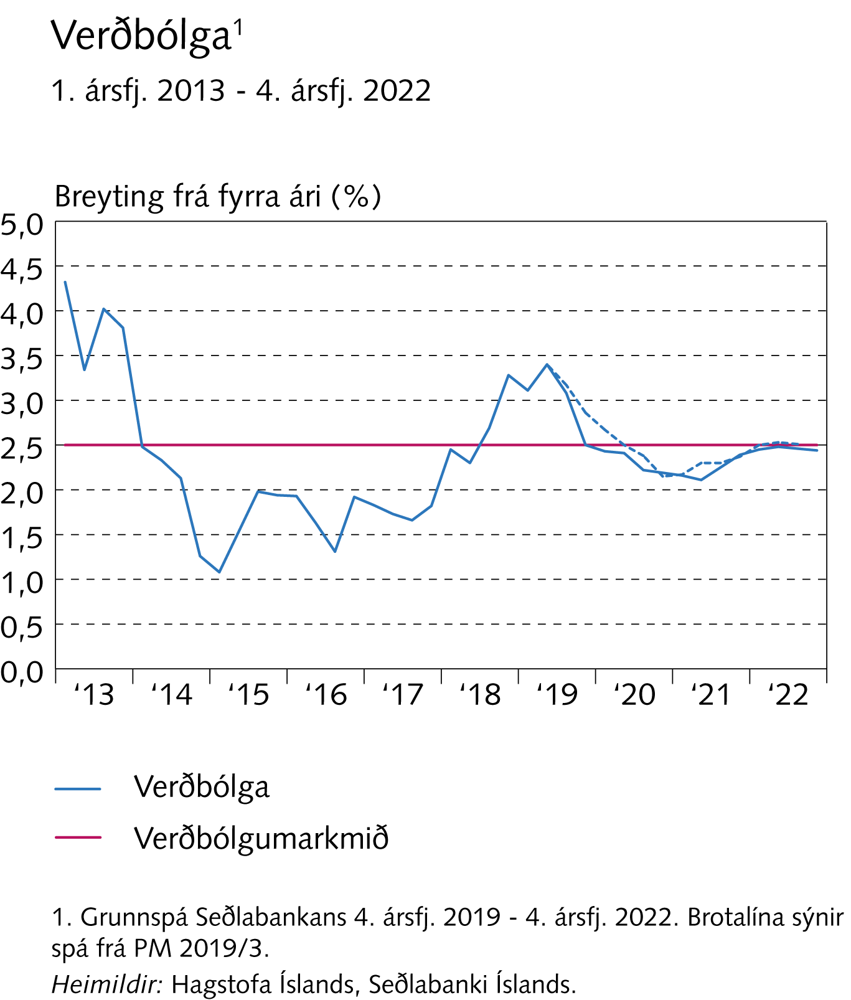 Verðbólga¹
1. ársfj. 2013 - 4. ársfj. 2022
Breyting frá fyrra ári (%)
5,0
4,5
4,0
3,5
3,0
2,5
2,0
1,5
1,0
0,5
0,0
‘13 ‘14 ‘15 ‘16 ‘17 ‘18 ‘19 ‘20 ‘21 ‘22
Verðbólga
Verðbólgumarkmið
1. Grunnspá Seðlabankans 4. ársfj. 2019 - 4. ársfj. 2022. Brotalína sýnir
spá frá PM 2019/3.
Heimildir: Hagstofa Íslands, Seðlabanki Íslands.